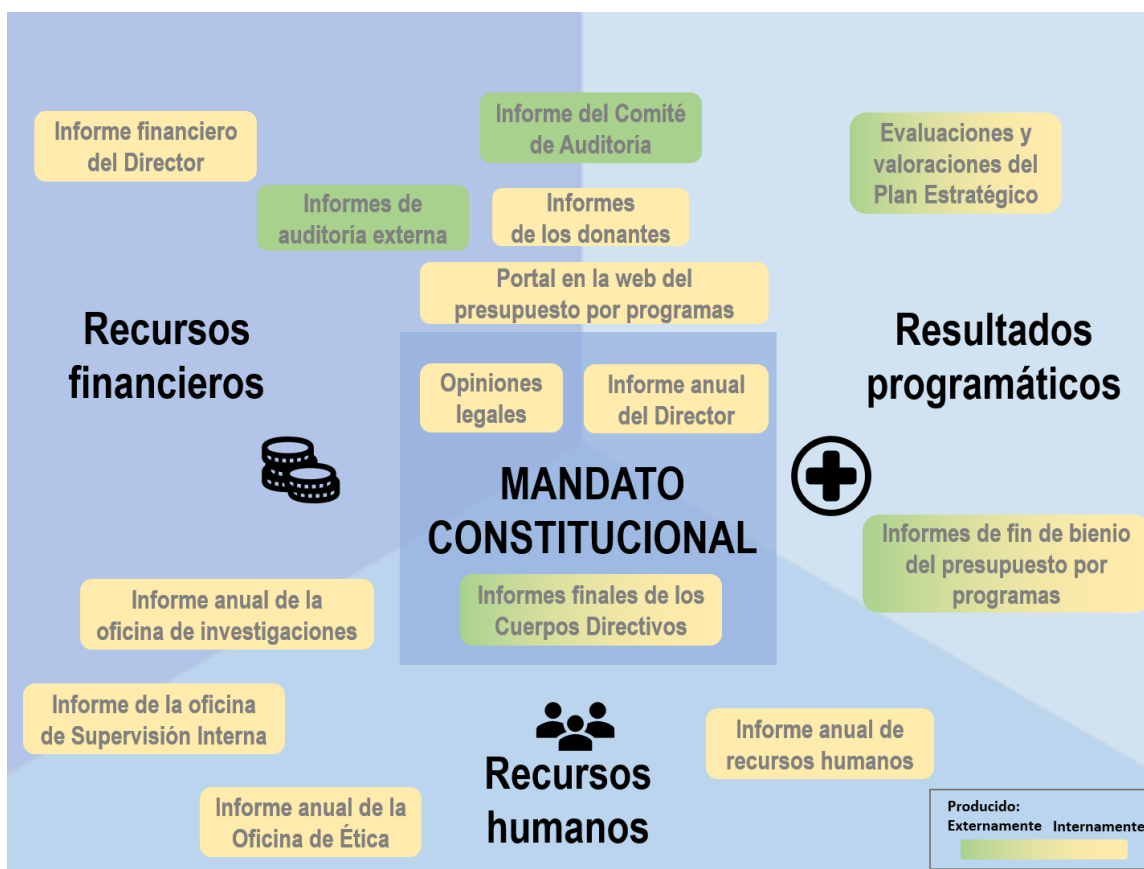 Informe financiero
del Director
Informe del Comité
de Auditoría
Evaluaciones y
valoraciones del
Plan Estratégico
Informes de
auditoría externa
Informes
de los donantes
Portal en la web del
presupuesto por programas
Recursos
financieros
Resultados
programáticos
Opiniones
legales
Informe anual
del Director
MANDATO
CONSTITUCIONAL
Informes de fin de bienio
del presupuesto por
programas
Informe anual de la
oficina de investigaciones
Informes finales de los
Cuerpos Directivos
Informe de la oficina
de Supervisión Interna
Informe anual de
recursos humanos
Recursos
humanos
Informe anual de la
Oficina de Ética
Producido:
Externamente Internamente